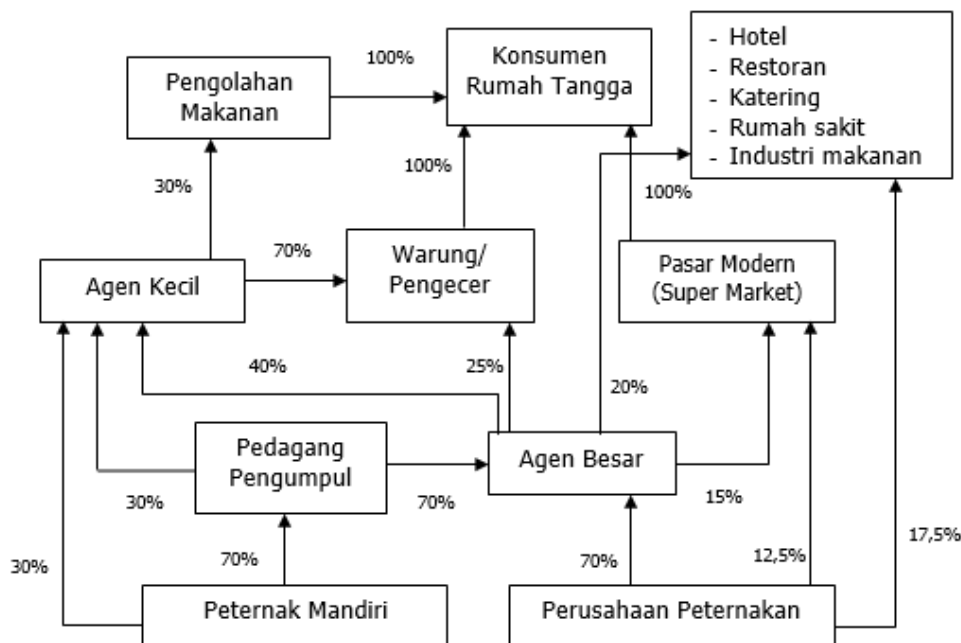 - Hotel
- Restoran
- Katering
- Rumah sakit
- Industri makanan
Konsumen
Rumah Tangga
100%
Pengolahan
Makanan
100%
100%
30%
70%
Warung/
Pengecer
Pasar Modern
(Super Market)
Agen Kecil
40%
25%
20%
Pedagang
Pengumpul
Agen Besar
30%
70%
15%
17,5%
30%
70%
70%
12,5%
Peternak Mandiri
Perusahaan Peternakan